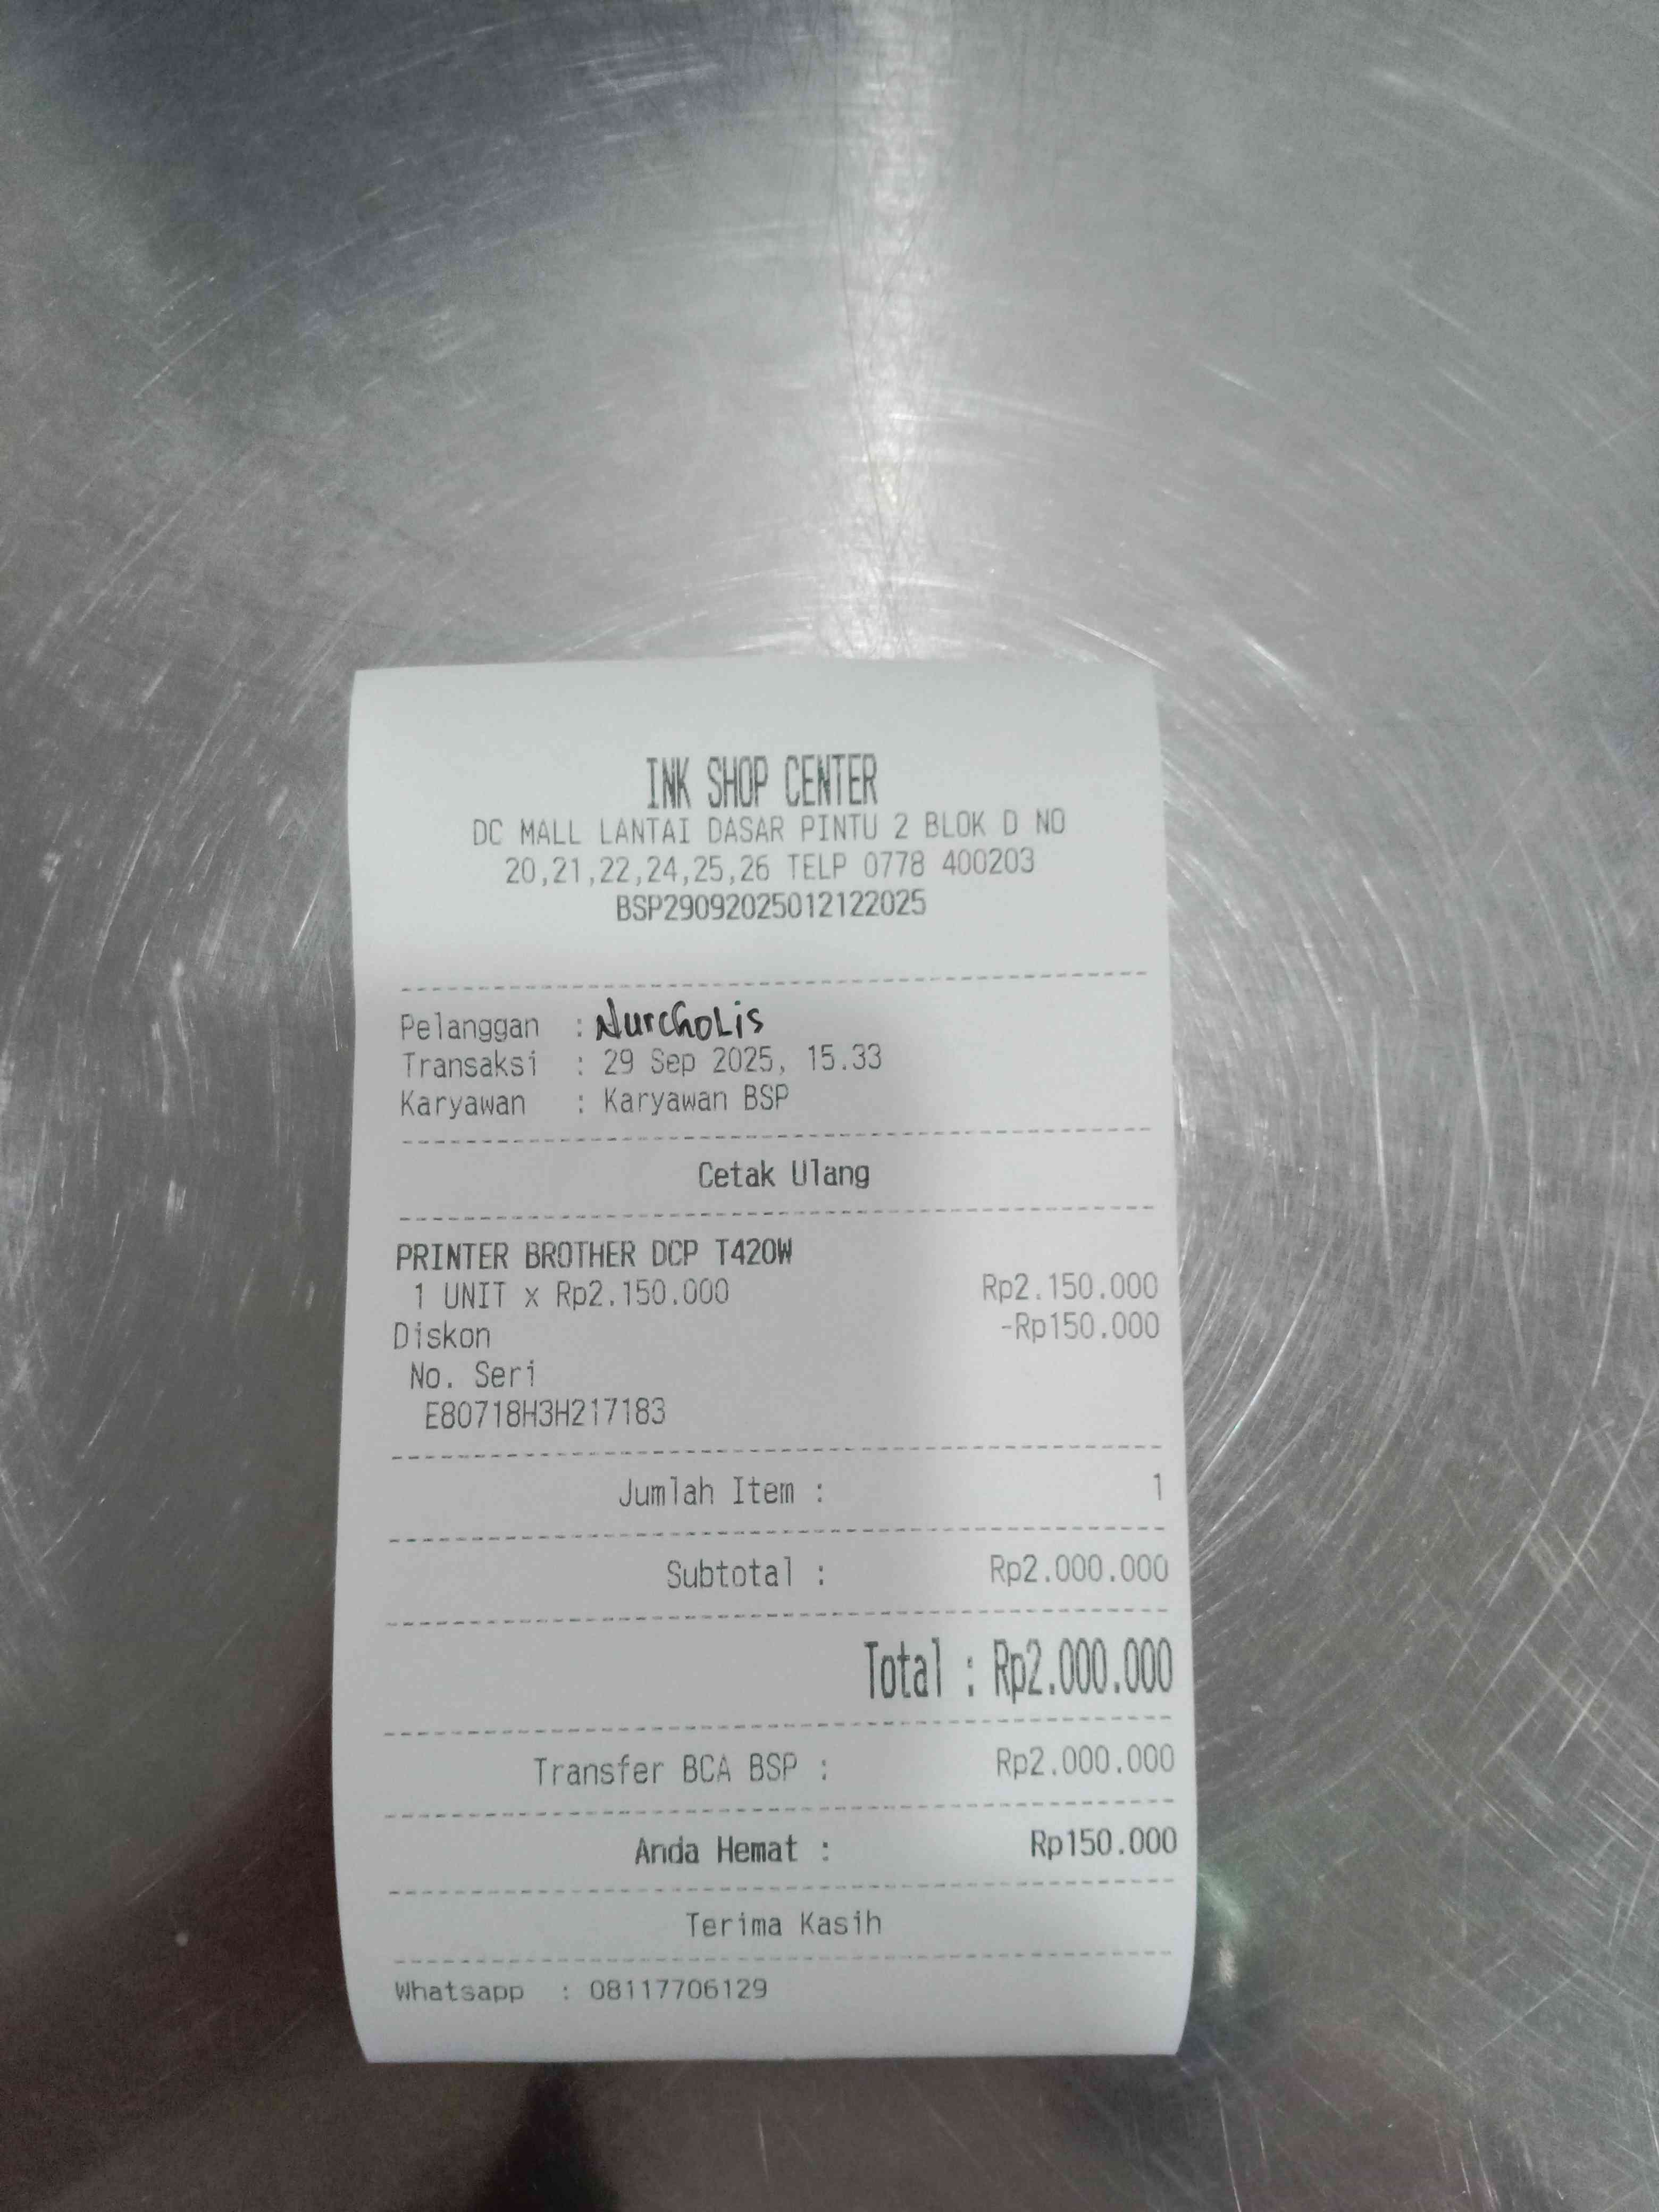 INK SHOP CENTER
DC MALL LANTAI DASAR PINTU 2 BLOK D NO
20,21,22,24,25,26 TELP 0778 400203
BSP29092025012122025
Pelanggan : Nurcholis
Transaksi : 29 Sep 2025, 15.33
Karyawan : Karyawan BSP
Cetak Ulang
PRINTER BROTHER DCP T420W
1 UNIT x Rp2.150.000 Rp2.150.000
Diskon -Rp150.000
No. Seri
E80718H3H217183
Jumlah Item : 1
Subtotal : Rp2.000.000
Total : Rp2.000.000
Transfer BCA BSP : Rp2.000.000
Anda Hemat : Rp150.000
Terima Kasih
Whatsapp : 08117706129